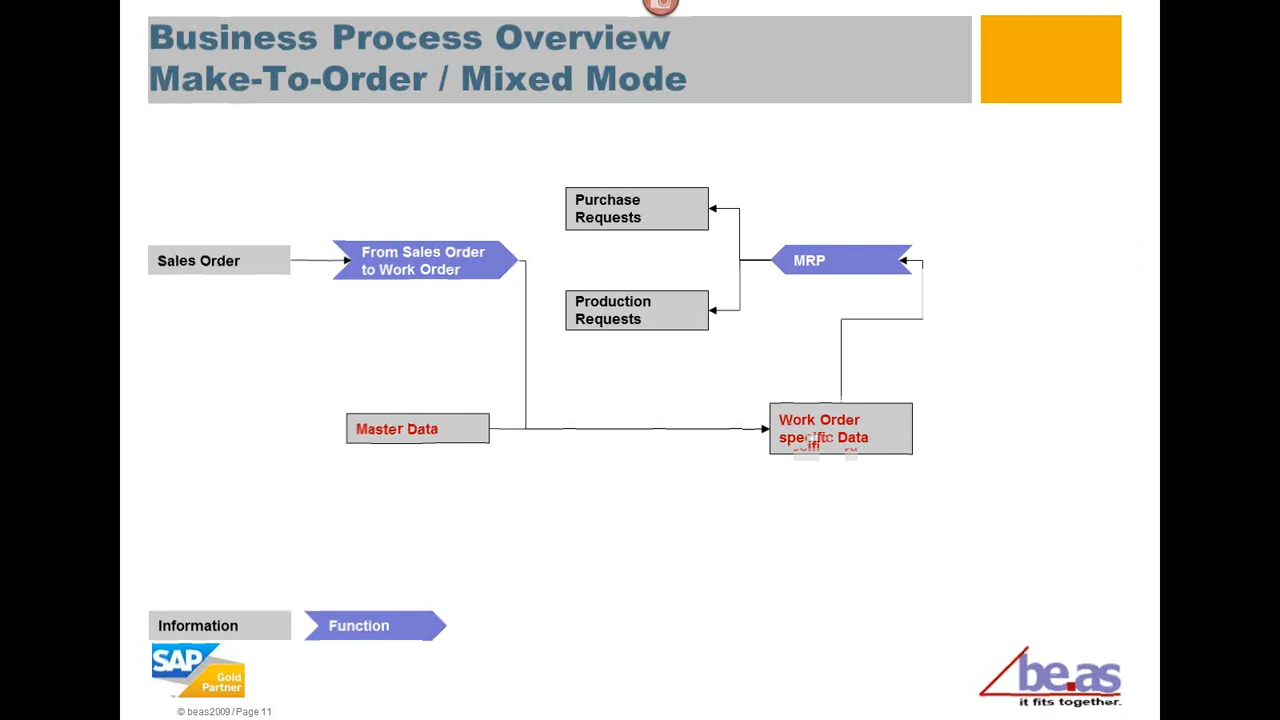 Business Process Overview
Make-To-Order / Mixed Mode
Purchase
Requests
Sales Order
From Sales Order
to Work Order
MRP
Production
Requests
Master Data
Work Order
specific Data
Information
Function
SAP
Gold
Partner
be.as
it fits together.
© beas2009/Page 11